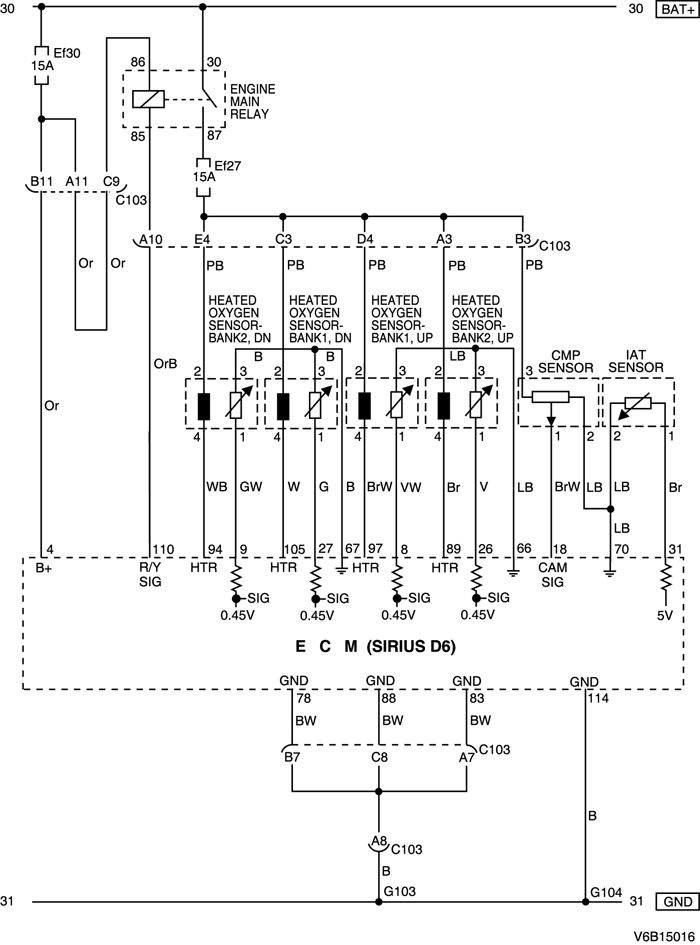 30 30 BAT+
Ef30
15A
86 30
ENGINE
MAIN
RELAY
85 87
Ef27
15A
B11 A11 C9
C103
A10 E4 C3 D4 A3 B3 C103
Or Or
PB PB PB PB PB
HEATED
OXYGEN
SENSOR-
BANK2, DN
HEATED
OXYGEN
SENSOR-
BANK1, DN
HEATED
OXYGEN
SENSOR-
BANK1, UP
HEATED
OXYGEN
SENSOR-
BANK2, UP
B B LB
CMP
SENSOR
IAT
SENSOR
OrB
2 3 2 3 2 3 2 3 3
Or
4 1 4 1 4 1 4 1 1 2 2 1
WB GW W G B BrW VW Br V LB BrW LB LB Br
LB
4 110 94 9 105 27 67 97 8 89 26 66 18 70 31
B+ R/Y
SIG
HTR HTR HTR HTR CAM
SIG
SIG SIG SIG SIG
0.45V 0.45V 0.45V 0.45V 5V
E C M (SIRIUS D6)
GND GND GND GND
78 88 83 114
BW BW BW
B7 C8 A7 C103
B
A8 C103
B
G103 G104
31 31 GND
V6B15016